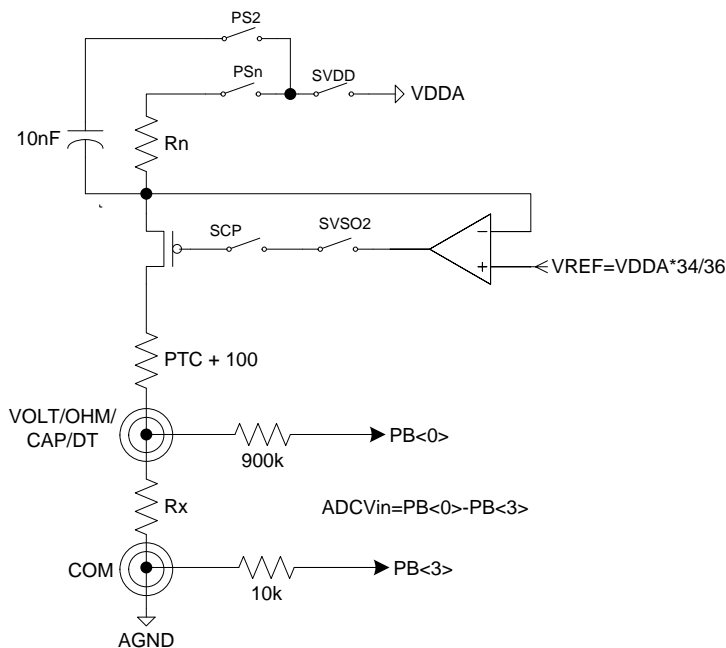 PS2
PSn
SVDD
VDDA
10nF
Rn
SCP
SVSO2
-
+
VREF=VDDA*34/36
PTC + 100
VOLT/OHM/
CAP/DT
900k
PB<0>
Rx
ADCVin=PB<0>-PB<3>
COM
10k
PB<3>
AGND